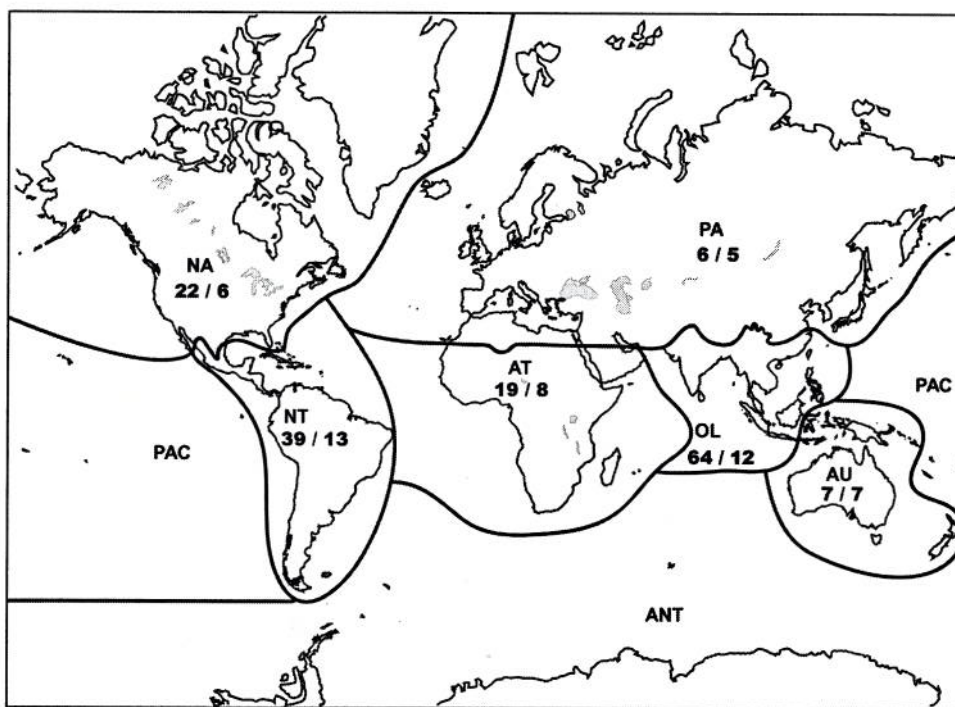 PA
6 / 5
NA
22 / 6
AT
19 / 8
PAC
NT
39 / 13
OL
64 / 12
PAC
AU
7 / 7
ANT